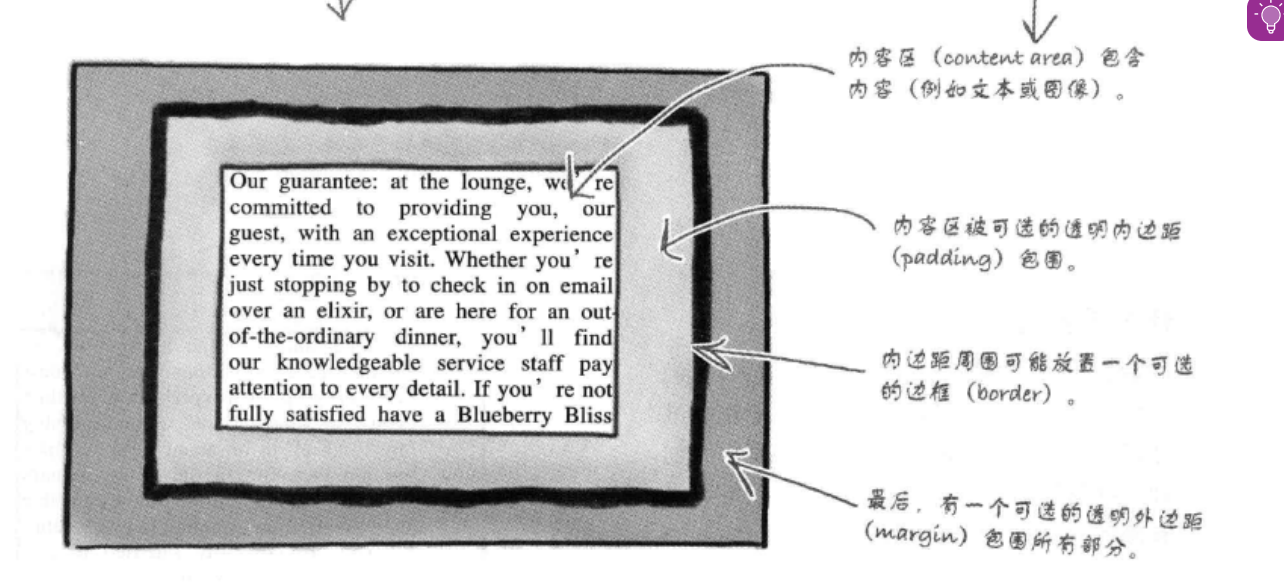 Our guarantee: at the lounge, we’re
committed to providing you, our
guest, with an exceptional experience
every time you visit. Whether you’re
just stopping by to check in on email
over an elixir, or are here for an out-
of-the-ordinary dinner, you’ll find
our knowledgeable service staff pay
attention to every detail. If you’re not
fully satisfied have a Blueberry Bliss
内容区（content area）包含
内容（例如文本或图像）。
内容区被可选的透明内边距
（padding）包围。
内边距周围可能放置一个可选
的边框（border）。
最后，有一个可选的透明外边距
（margin）包围所有部分。